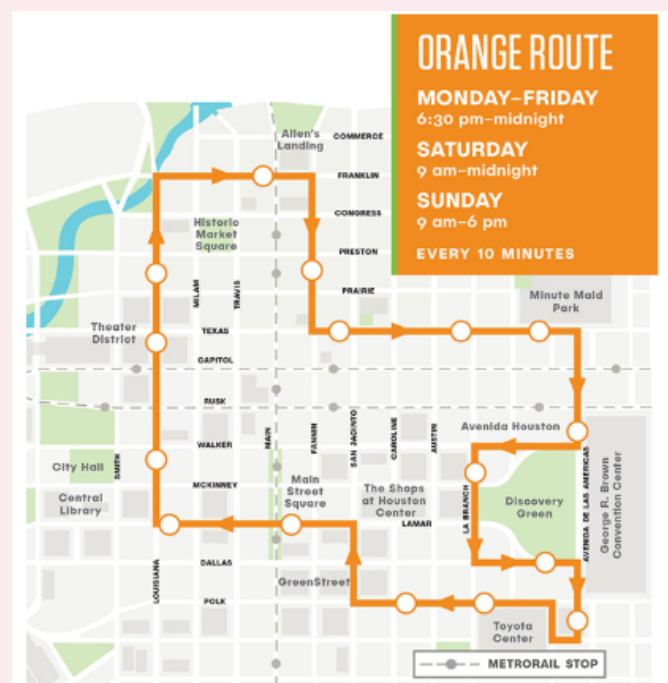 ORANGE ROUTE
MONDAY–FRIDAY
6:30 pm–midnight
SATURDAY
9 am–midnight
SUNDAY
9 am–6 pm
EVERY 10 MINUTES
Allen's
Landing
COMMERCE
FRANKLIN
CONGRESS
PRESTON
PRAIRIE
Historic
Market
Square
MILAM
TRAVIS
Minute Maid
Park
Theater
District
TEXAS
CAPITOL
RUSK
WALKER
MCKINNEY
MAIN
FANNIN
SAN JACINTO
CAROLINE
AUSTIN
Avenida Houston
City Hall
SMITH
Central
Library
Main
Street
Square
The Shops
at Houston
Center
LAMAR
LA BRANCH
Discovery
Green
AVENIDA DE LAS AMERICAS
George R. Brown
Convention Center
LOUISIANA
DALLAS
POLK
GreenStreet
Toyota
Center
METRORAIL STOP